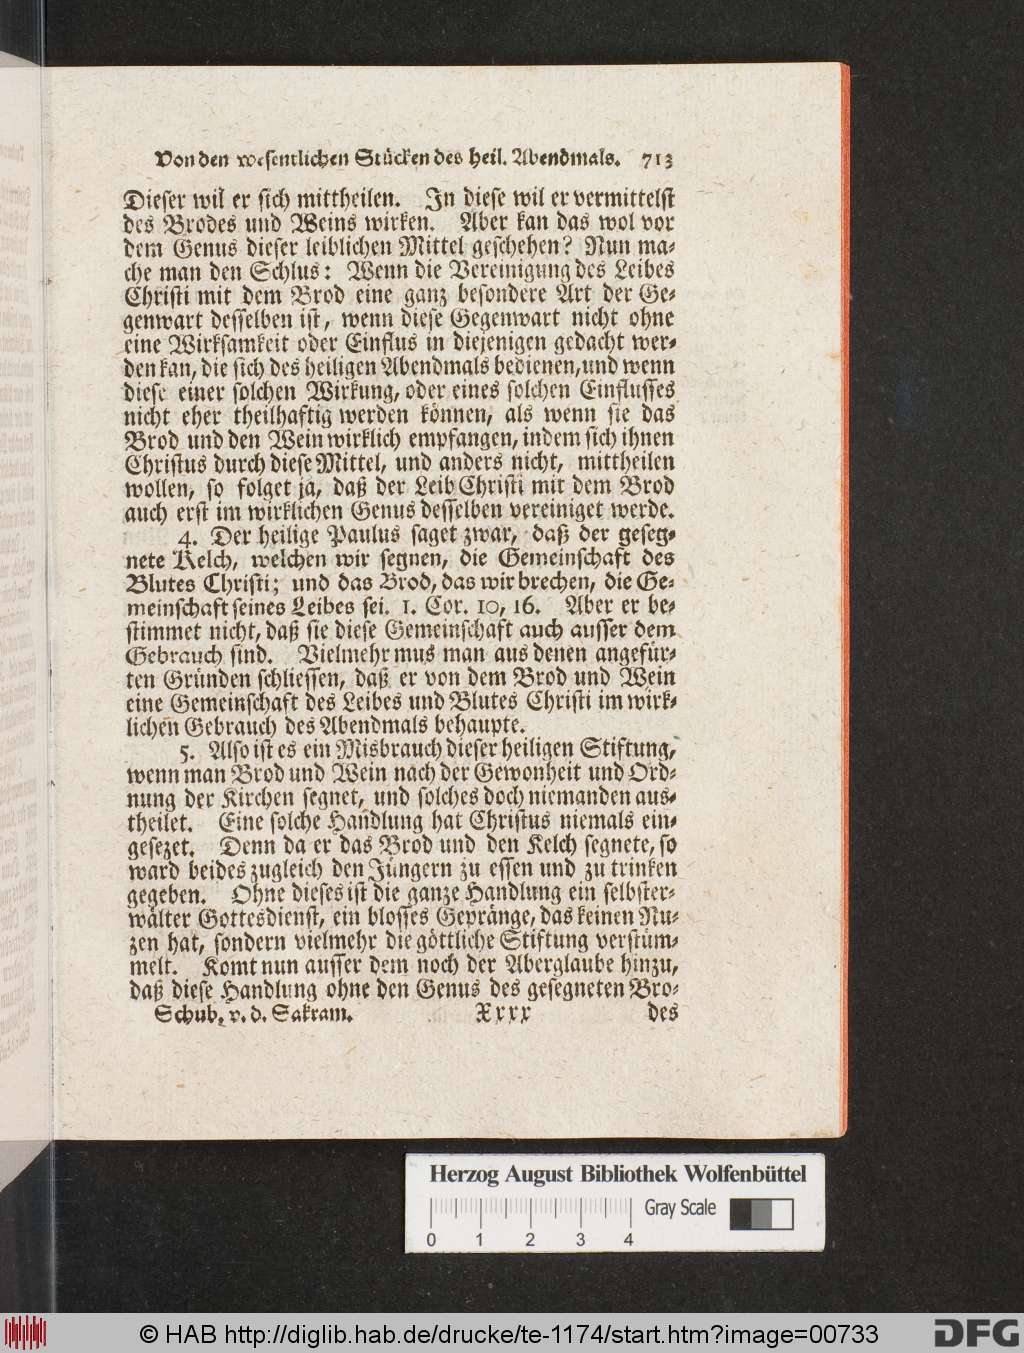 Von den wesentlichen Stücken des heil. Abendmals. 713
Dieser wil er sich mittheilen. In diese wil er vermittelst
des Brodes und Weins wirken. Aber kan das wol vor
dem Genus dieser leiblichen Mittel geschehen? Nun ma-
che man den Schlus: Wenn die Vereinigung des Leibes
Christi mit dem Brod eine ganz besondere Art der Ge-
genwart desselben ist, wenn diese Gegenwart nicht ohne
eine Wirksamkeit oder Einflus in diejenigen gedacht wer-
den kan, die sich des heiligen Abendmals bedienen, und wenn
diese einer solchen Wirkung, oder eines solchen Einflusses
nicht eher theilhaftig werden können, als wenn sie das
Brod und den Wein wirklich empfangen, indem sich ihnen
Christus durch diese Mittel, und anders nicht, mittheilen
wollen, so folget ja, daß der Leib Christi mit dem Brod
auch erst im wirklichen Genus desselben vereiniget werde.
4. Der heilige Paulus saget zwar, daß der geseg-
nete Kelch, welchen wir segnen, die Gemeinschaft des
Blutes Christi; und das Brod, das wir brechen, die Ge-
meinschaft seines Leibes sei. 1. Cor. 10, 16. Aber er be-
stimmet nicht, daß sie diese Gemeinschaft auch ausser dem
Gebrauch sind. Vielmehr mus man aus denen angefür-
ten Gründen schliessen, daß er von dem Brod und Wein
eine Gemeinschaft des Leibes und Blutes Christi im wirk-
lichen Gebrauch des Abendmals behaupte.
5. Also ist es ein Misbrauch dieser heiligen Stiftung,
wenn man Brod und Wein nach der Gewonheit und Ord-
nung der Kirchen segnet, und solches doch niemanden aus-
theilet. Eine solche Handlung hat Christus niemals ein-
gesezet. Denn da er das Brod und den Kelch segnete, so
ward beides zugleich den Jüngern zu essen und zu trinken
gegeben. Ohne dieses ist die ganze Handlung ein selbster-
wälter Gottesdienst, ein blosses Gepränge, das keinen Nu-
zen hat, sondern vielmehr die göttliche Stiftung verstüm-
melt. Komt nun ausser dem noch der Aberglaube hinzu,
daß diese Handlung ohne den Genus des gesegneten Bro-
Schub. v. d. Sakram. Xxxx des
Herzog August Bibliothek Wolfenbüttel
Gray Scale
0 1 2 3 4
© HAB http://diglib.hab.de/drucke/te-1174/start.htm?image=00733
DFG